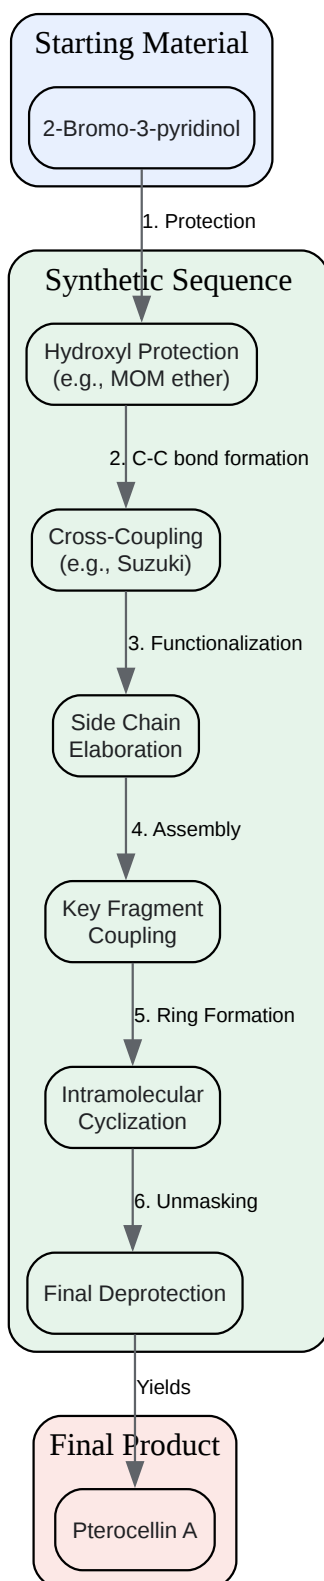 Starting Material
2-Bromo-3-pyridinol
1. Protection
Synthetic Sequence
Hydroxyl Protection
(e.g., MOM ether)
2. C-C bond formation
Cross-Coupling
(e.g., Suzuki)
3. Functionalization
Side Chain
Elaboration
4. Assembly
Key Fragment
Coupling
5. Ring Formation
Intramolecular
Cyclization
6. Unmasking
Final Deprotection
Yields
Final Product
Pterocellin A